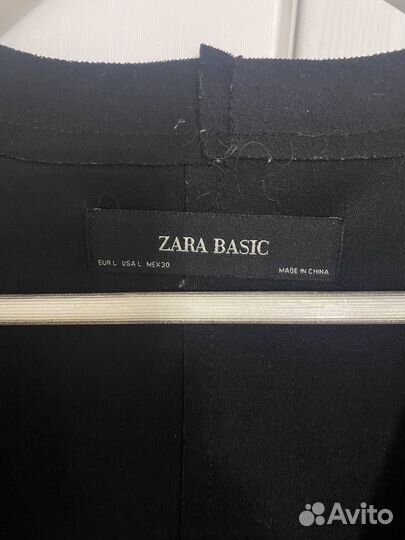 ZARA BASIC
EUR L USA L MEX 30
MADE IN CHINA
Avito